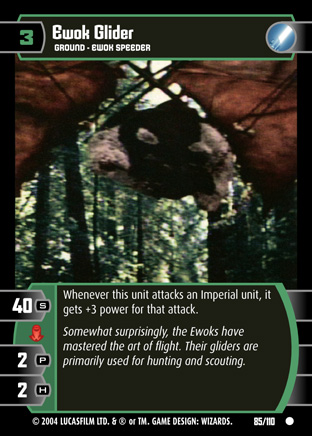 3
Ewok Glider
GROUND - EWOK SPEEDER
40 S
2 P
2 H
Whenever this unit attacks an Imperial unit, it
gets +3 power for that attack.
Somewhat surprisingly, the Ewoks have
mastered the art of flight. Their gliders are
primarily used for hunting and scouting.
© 2004 LUCASFILM LTD. & ® or TM. GAME DESIGN: WIZARDS.
85/110